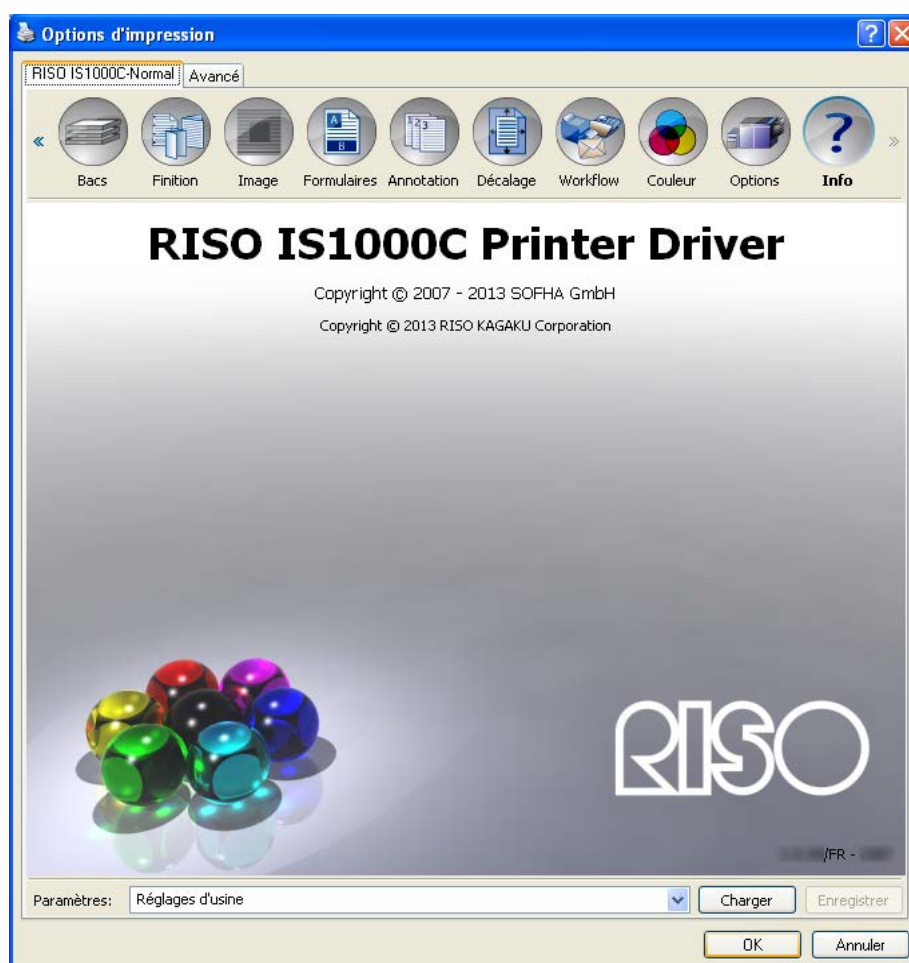 Options d'impression
RISO IS1000C-Normal Avancé
Bacs Finition Image Formulaires Annotation Décalage Workflow Couleur Options Info
RISO IS1000C Printer Driver
Copyright © 2007 - 2013 SOFHA GmbH
Copyright © 2013 RISO KAGAKU Corporation
RISO
/FR -
Paramètres: Réglages d'usine Charger Enregistrer
OK Annuler